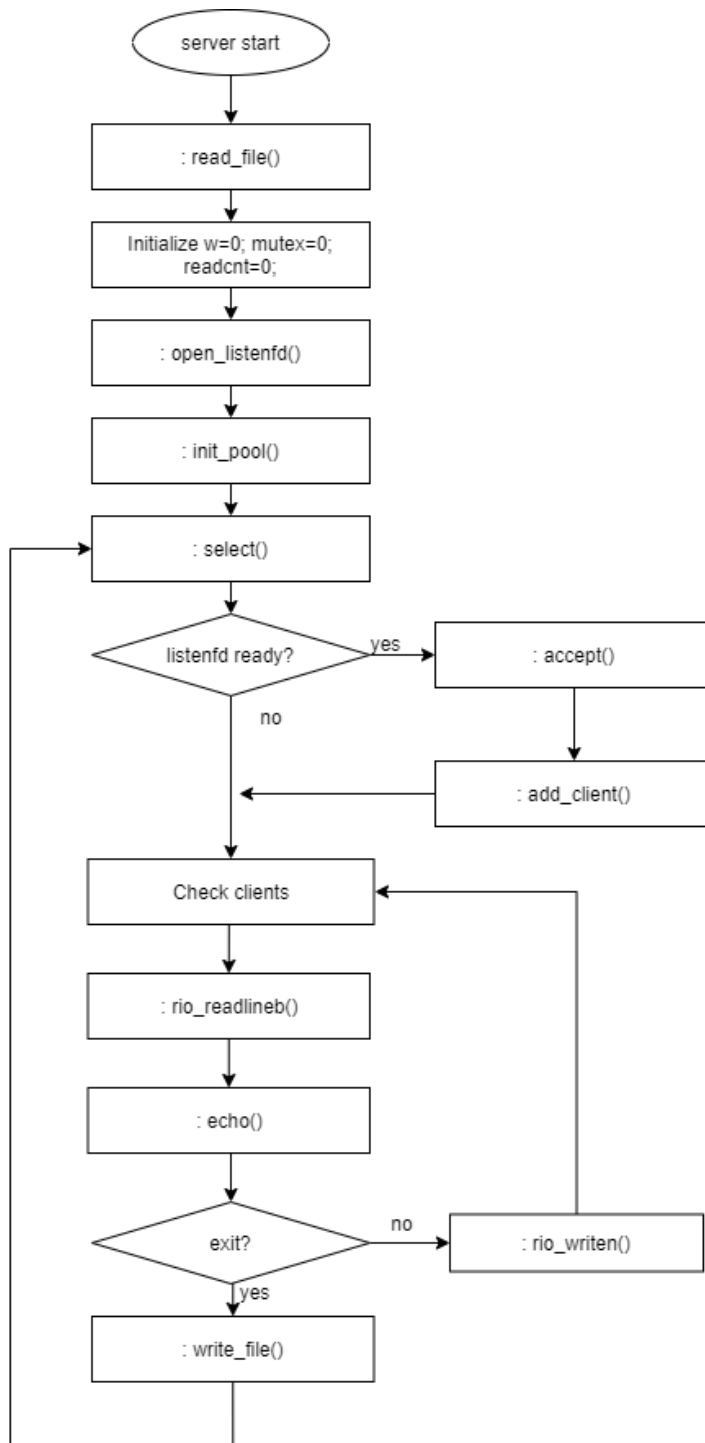 server start
: read_file()
Initialize w=0; mutex=0;
readcnt=0;
: open_listenfd()
: init_pool()
: select()
listenfd ready?
yes
: accept()
no
: add_client()
Check clients
: rio_readlineb()
: echo()
exit?
no
: rio_writen()
yes
: write_file()